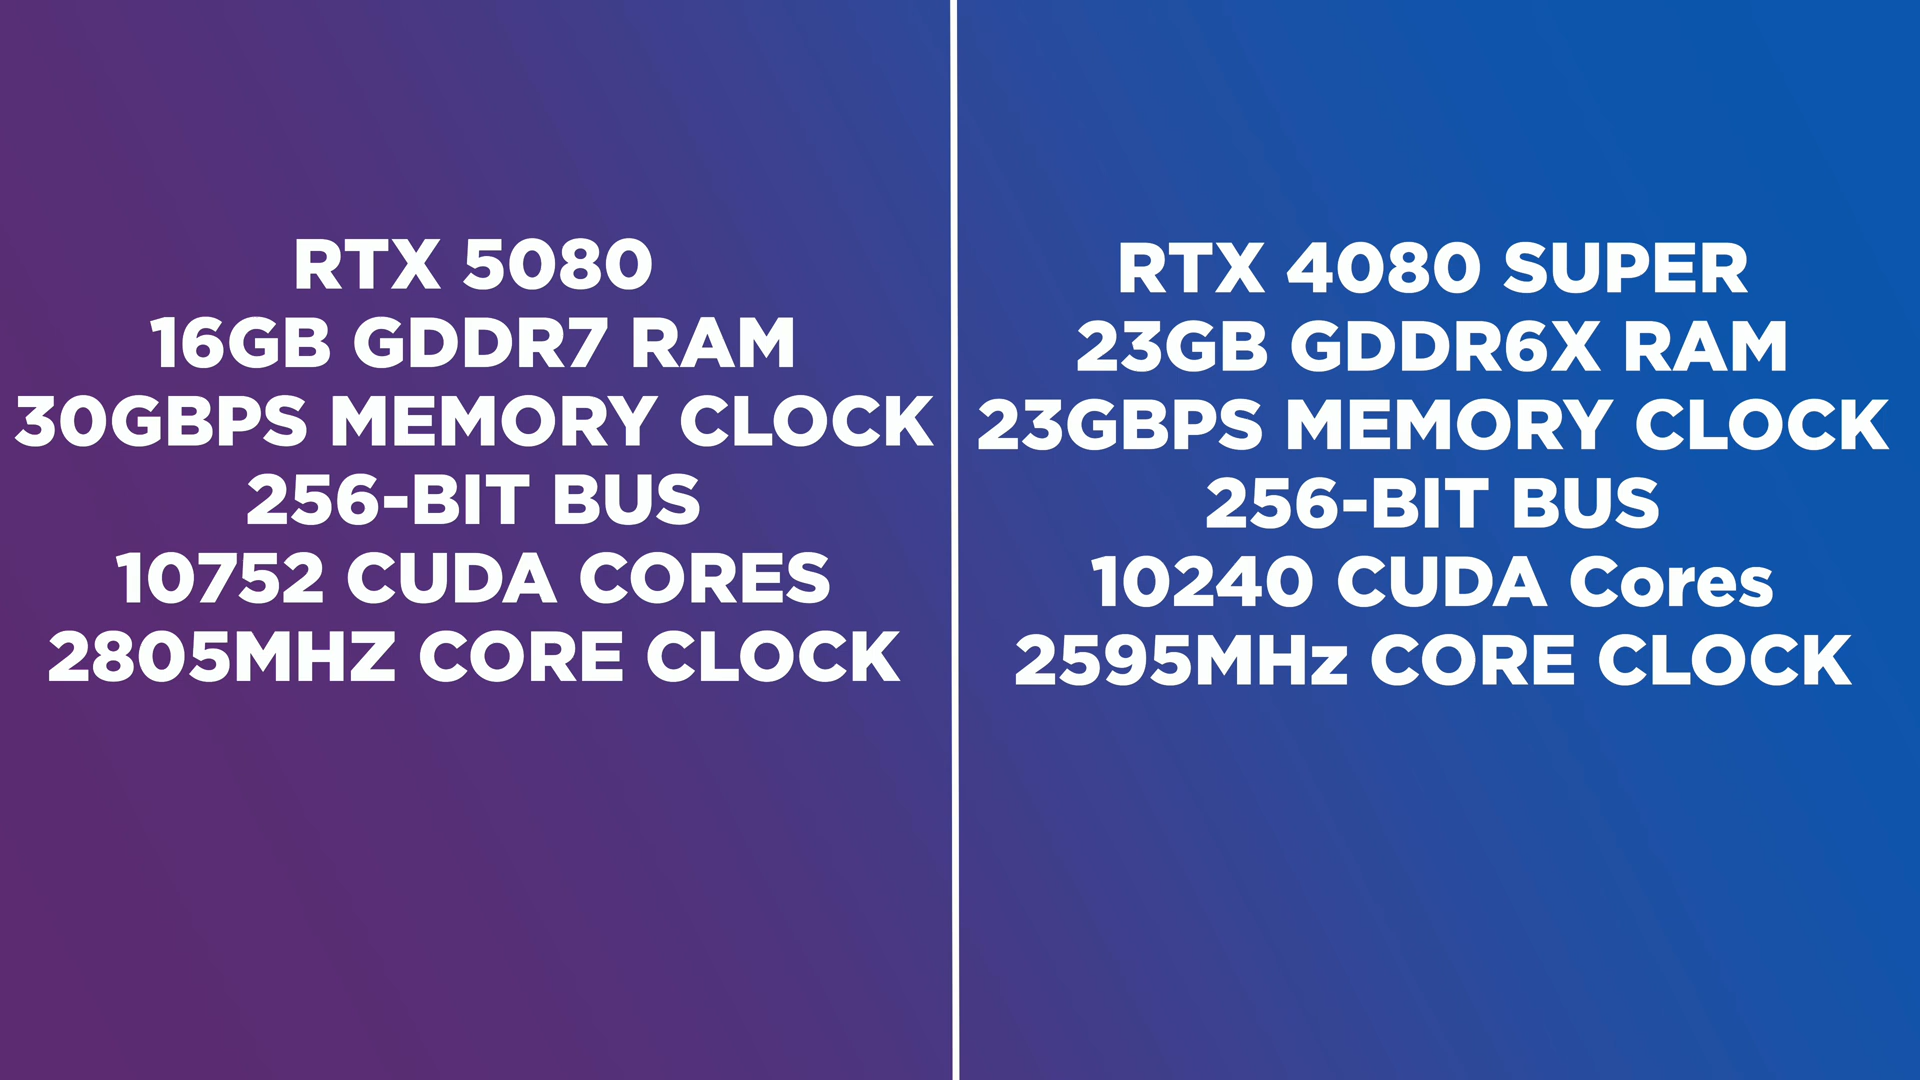 RTX 5080
16GB GDDR7 RAM
30GBPS MEMORY CLOCK
256-BIT BUS
10752 CUDA CORES
2805MHZ CORE CLOCK
RTX 4080 SUPER
23GB GDDR6X RAM
23GBPS MEMORY CLOCK
256-BIT BUS
10240 CUDA Cores
2595MHz CORE CLOCK